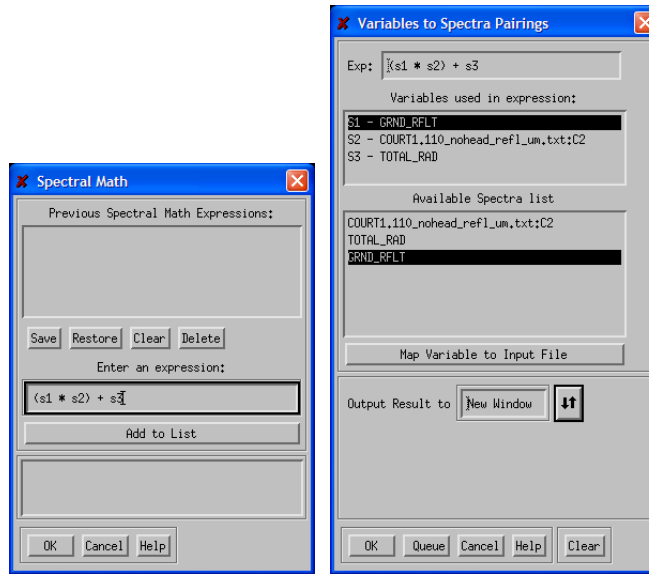 Spectral Math
Previous Spectral Math Expressions:
Save Restore Clear Delete
Enter an expression:
(s1 * s2) + s3
Add to List
OK Cancel Help
Variables to Spectra Pairings
Exp: (s1 * s2) + s3
Variables used in expression:
S1 - GRND_RFLT
S2 - COURT1.110_nohead_refl_um.txt:C2
S3 - TOTAL_RAD
Available Spectra list
COURT1.110_nohead_refl_um.txt:C2
TOTAL_RAD
GRND_RFLT
Map Variable to Input File
Output Result to New Window
OK Queue Cancel Help Clear